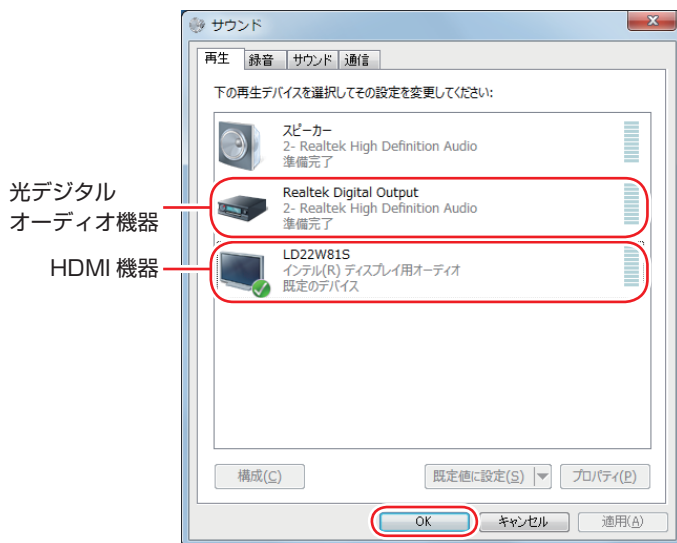 サウンド
再生 録音 サウンド 通信
下の再生デバイスを選択してその設定を変更してください:
スピーカー
2- Realtek High Definition Audio
準備完了
光デジタル
オーディオ機器
Realtek Digital Output
2- Realtek High Definition Audio
準備完了
HDMI 機器
LD22W81S
インテル(R) ディスプレイ用オーディオ
既定のデバイス
構成(C) 既定値に設定(S) プロパティ(P)
OK キャンセル 適用(A)